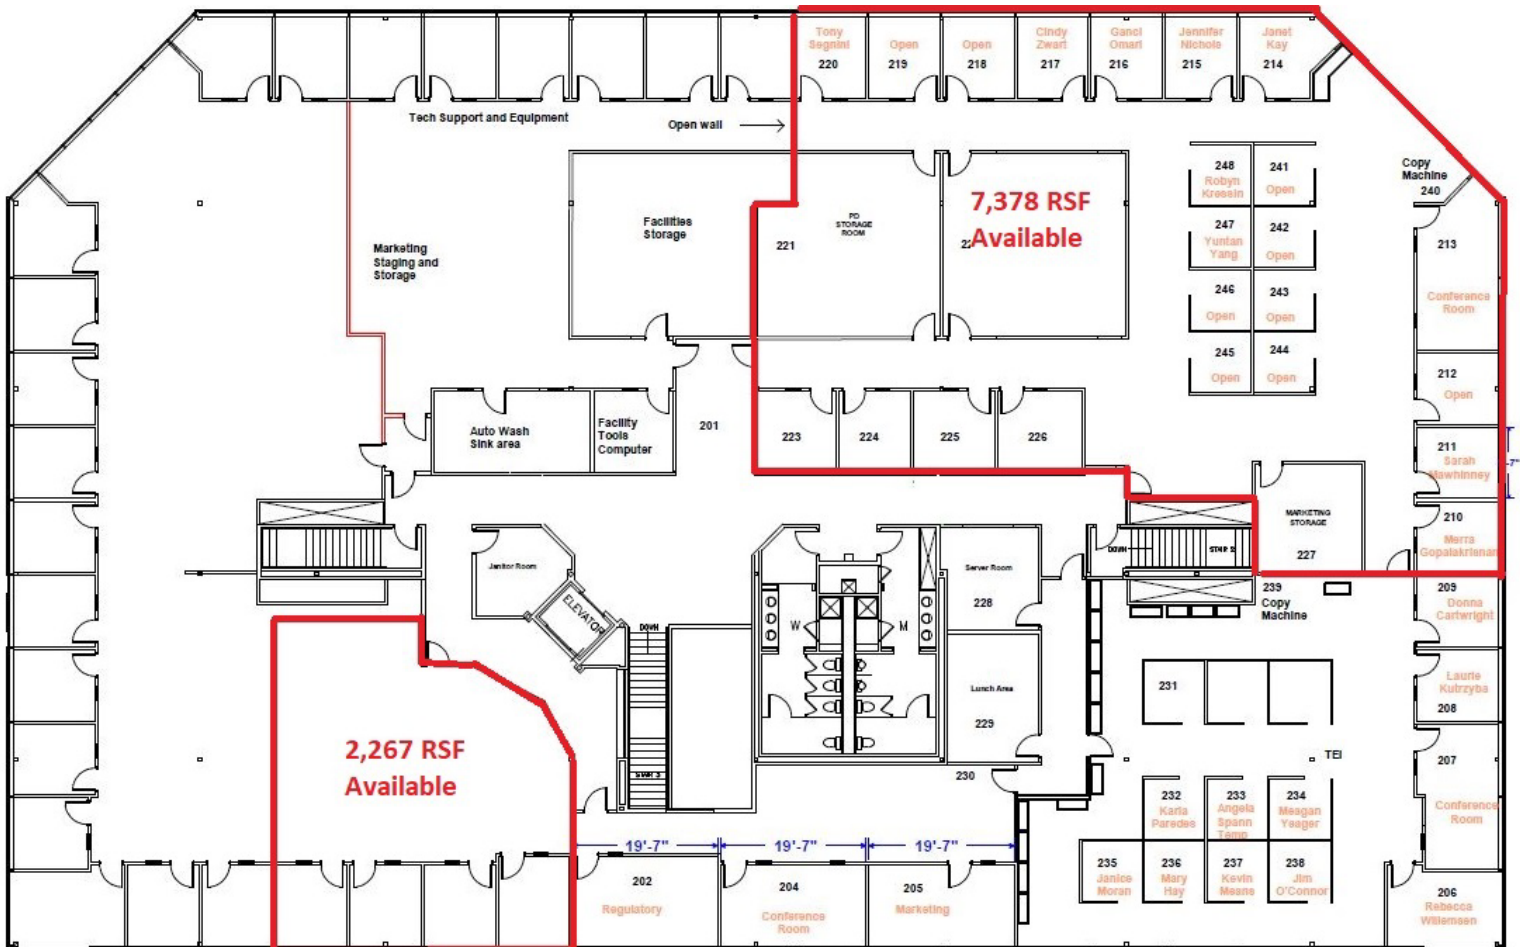 Tony
Segnini
220
Open
219
Open
218
Cindy
Zwart
217
Ganci
Omari
216
Jennifer
Nichols
215
Janet
Kay
214
Tech Support and Equipment
Open wall
248
Robyn
Kressin
241
Open
Copy
Machine
240
Facilities
Storage
221
PD
STORAGE
ROOM
7,378 RSF
Available
247
Yuntan
Yang
242
Open
213
Conference
Room
Marketing
Staging and
Storage
246
Open
243
Open
245
Open
244
Open
212
Open
Auto Wash
Sink area
Facility
Tools
Computer
201
223
224
225
226
211
Sarah
Mawhinney
-7"
MARKETING
STORAGE
227
210
Merra
Gopalakrisnan
Janitor Room
ELEVATOR
DOWN
W
M
Server Room
228
DOWN
STAIR 2
239
Copy
Machine
209
Donna
Cartwright
Lunch Area
229
231
Laurie
Kutrzyba
208
2,267 RSF
Available
STAIR 3
230
TEI
207
Conference
Room
232
Karla
Paredes
233
Angela
Spann
Temp
234
Meagan
Yeager
19'-7"
19'-7"
19'-7"
202
Regulatory
204
Conference
Room
205
Marketing
235
Janice
Moran
236
Mary
Hay
237
Kevin
Means
238
Jim
O'Connor
206
Rebecca
Willemsen